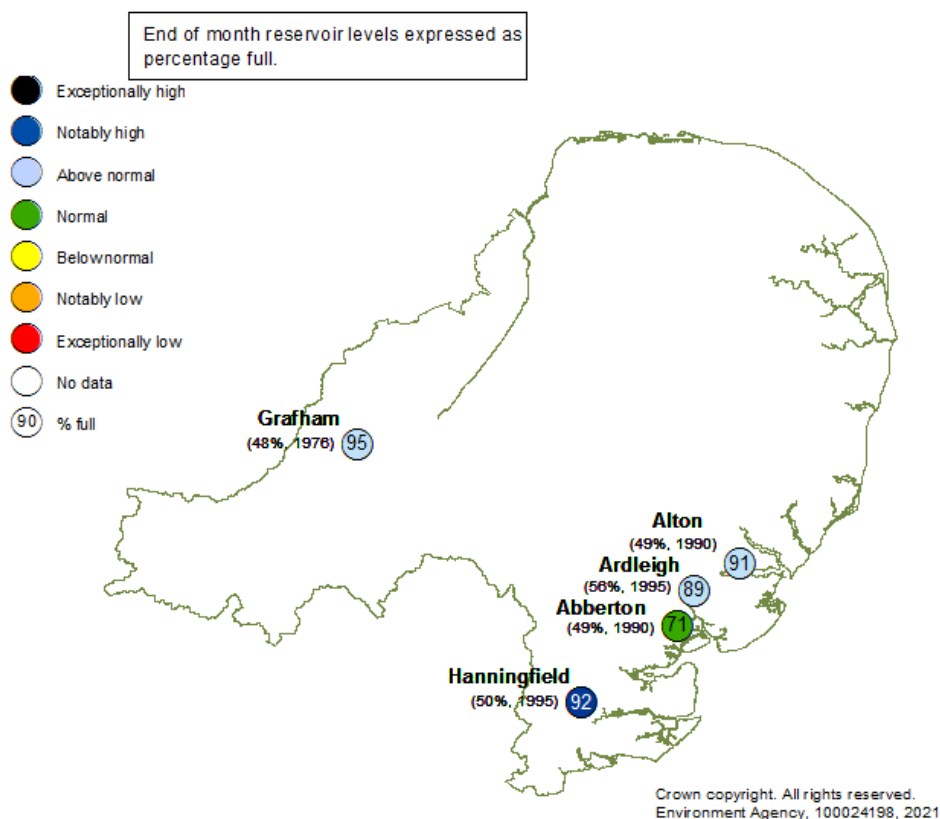 End of month reservoir levels expressed as
percentage full.
Exceptionally high
Notably high
Above normal
Normal
Below normal
Notably low
Exceptionally low
No data
90 % full
Grafham
(48%, 1976) 95
Alton
(49%, 1990) 91
Ardleigh
(56%, 1995) 89
Abberton
(49%, 1990) 71
Hanningfield
(50%, 1995) 92
Crown copyright. All rights reserved.
Environment Agency, 100024198, 2021